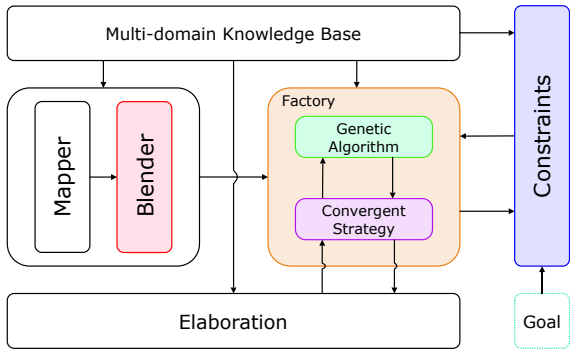 Multi-domain Knowledge Base
Mapper
Blender
Factory
Genetic
Algorithm
Convergent
Strategy
Constraints
Elaboration
Goal